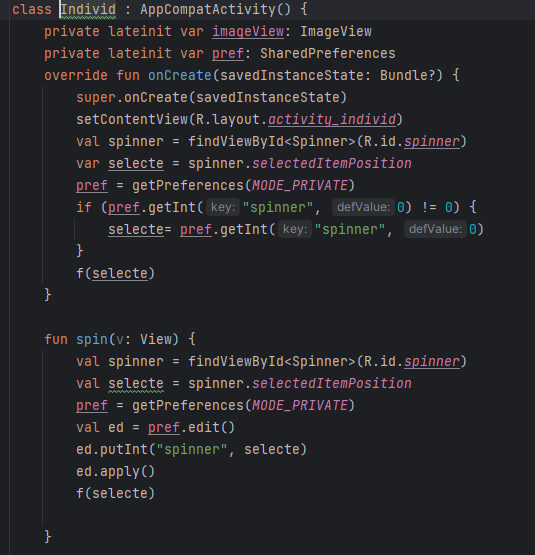 class Individ : AppCompatActivity() {
private lateinit var imageView: ImageView
private lateinit var pref: SharedPreferences
override fun onCreate(savedInstanceState: Bundle?) {
super.onCreate(savedInstanceState)
setContentView(R.layout.activity_individ)
val spinner = findViewById<Spinner>(R.id.spinner)
var selecte = spinner.selectedItemPosition
pref = getPreferences(MODE_PRIVATE)
if (pref.getInt( key: "spinner", defValue: 0) != 0) {
selecte= pref.getInt( key: "spinner", defValue: 0)
}
f(selecte)
}
fun spin(v: View) {
val spinner = findViewById<Spinner>(R.id.spinner)
val selecte = spinner.selectedItemPosition
pref = getPreferences(MODE_PRIVATE)
val ed = pref.edit()
ed.putInt("spinner", selecte)
ed.apply()
f(selecte)
}